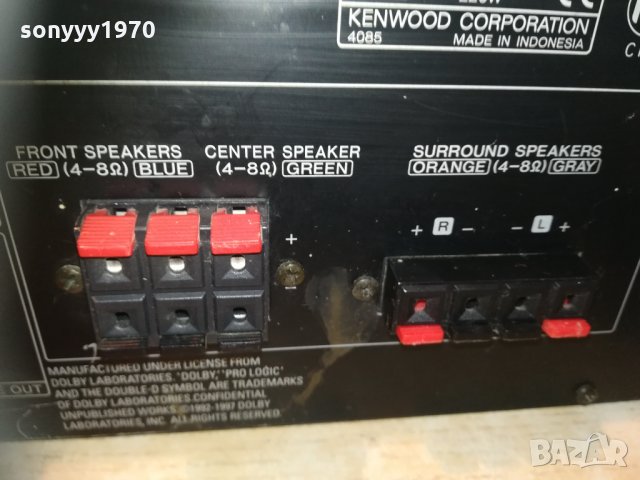 sonyyy1970
KENWOOD CORPORATION
4085 MADE IN INDONESIA
FRONT SPEAKERS
RED (4-8Ω) BLUE
CENTER SPEAKER
(4-8Ω) GREEN
SURROUND SPEAKERS
ORANGE (4-8Ω) GRAY
+ R - - L +
+
-
MANUFACTURED UNDER LICENSE FROM
DOLBY LABORATORIES. "DOLBY," "PRO LOGIC"
AND THE DOUBLE-D SYMBOL ARE TRADEMARKS
OF DOLBY LABORATORIES. CONFIDENTIAL
UNPUBLISHED WORKS ©1992-1997 DOLBY
LABORATORIES, INC. ALL RIGHTS RESERVED.
OUT
BAZAR.BG